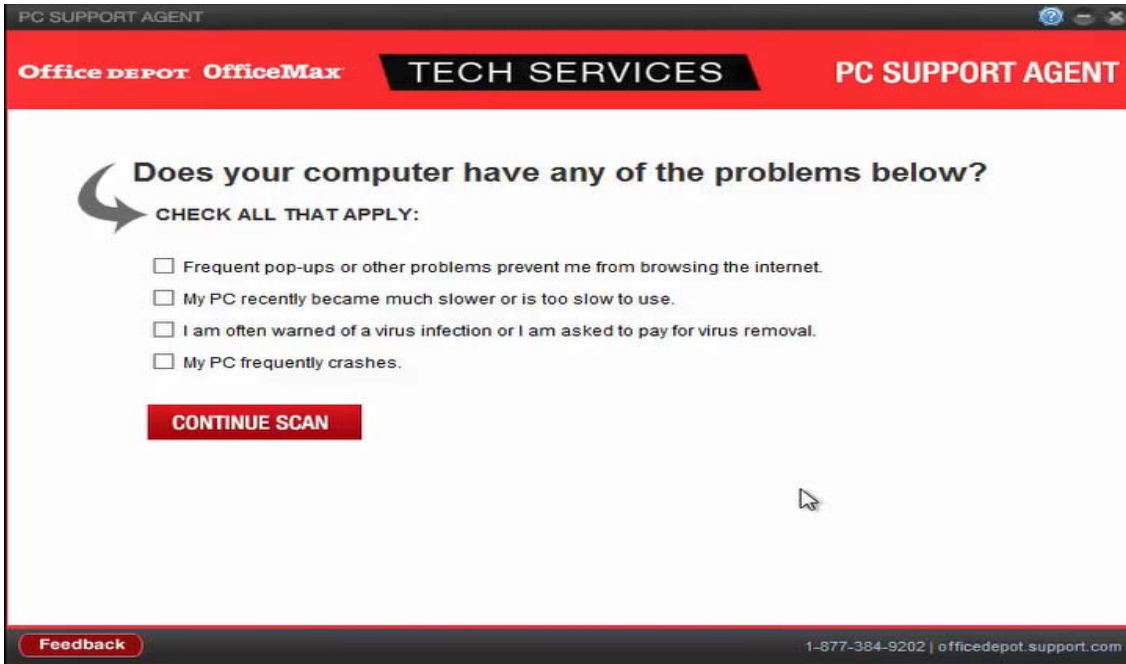 PC SUPPORT AGENT
Office DEPOT OfficeMax TECH SERVICES PC SUPPORT AGENT
Does your computer have any of the problems below?
CHECK ALL THAT APPLY:
Frequent pop-ups or other problems prevent me from browsing the internet.
My PC recently became much slower or is too slow to use.
I am often warned of a virus infection or I am asked to pay for virus removal.
My PC frequently crashes.
CONTINUE SCAN
Feedback 1-877-384-9202 | officedepot.support.com